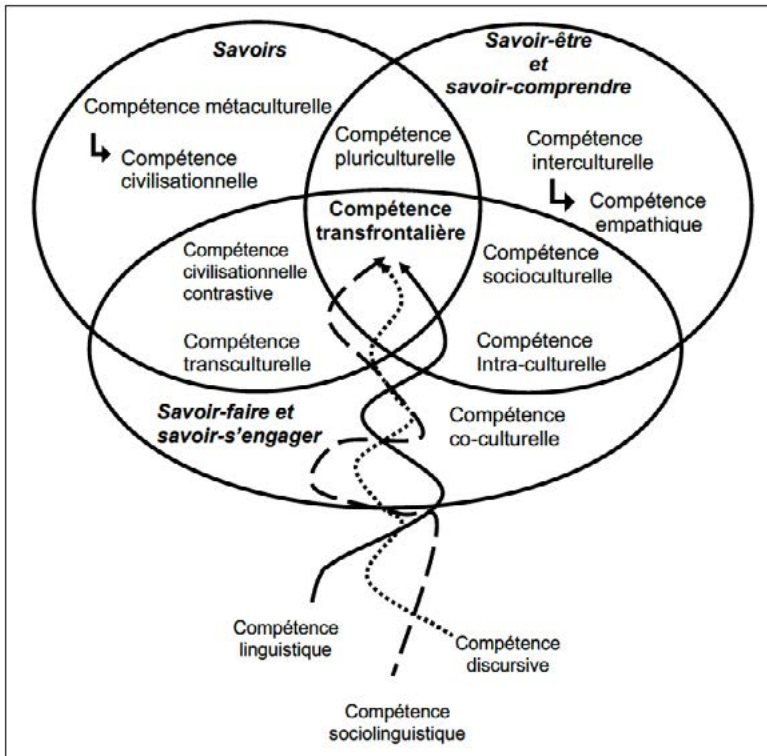 Savoirs
Savoir-être
et
savoir-comprendre
Compétence métaculturelle
Compétence
civilisationnelle
Compétence
pluriculturelle
Compétence
interculturelle
Compétence
empathique
Compétence
transfrontalière
Compétence
civilisationnelle
contrastive
Compétence
socioculturelle
Compétence
transculturelle
Compétence
Intra-culturelle
Savoir-faire et
savoir-s'engager
Compétence
co-culturelle
Compétence
linguistique
Compétence
discursive
Compétence
sociolinguistique